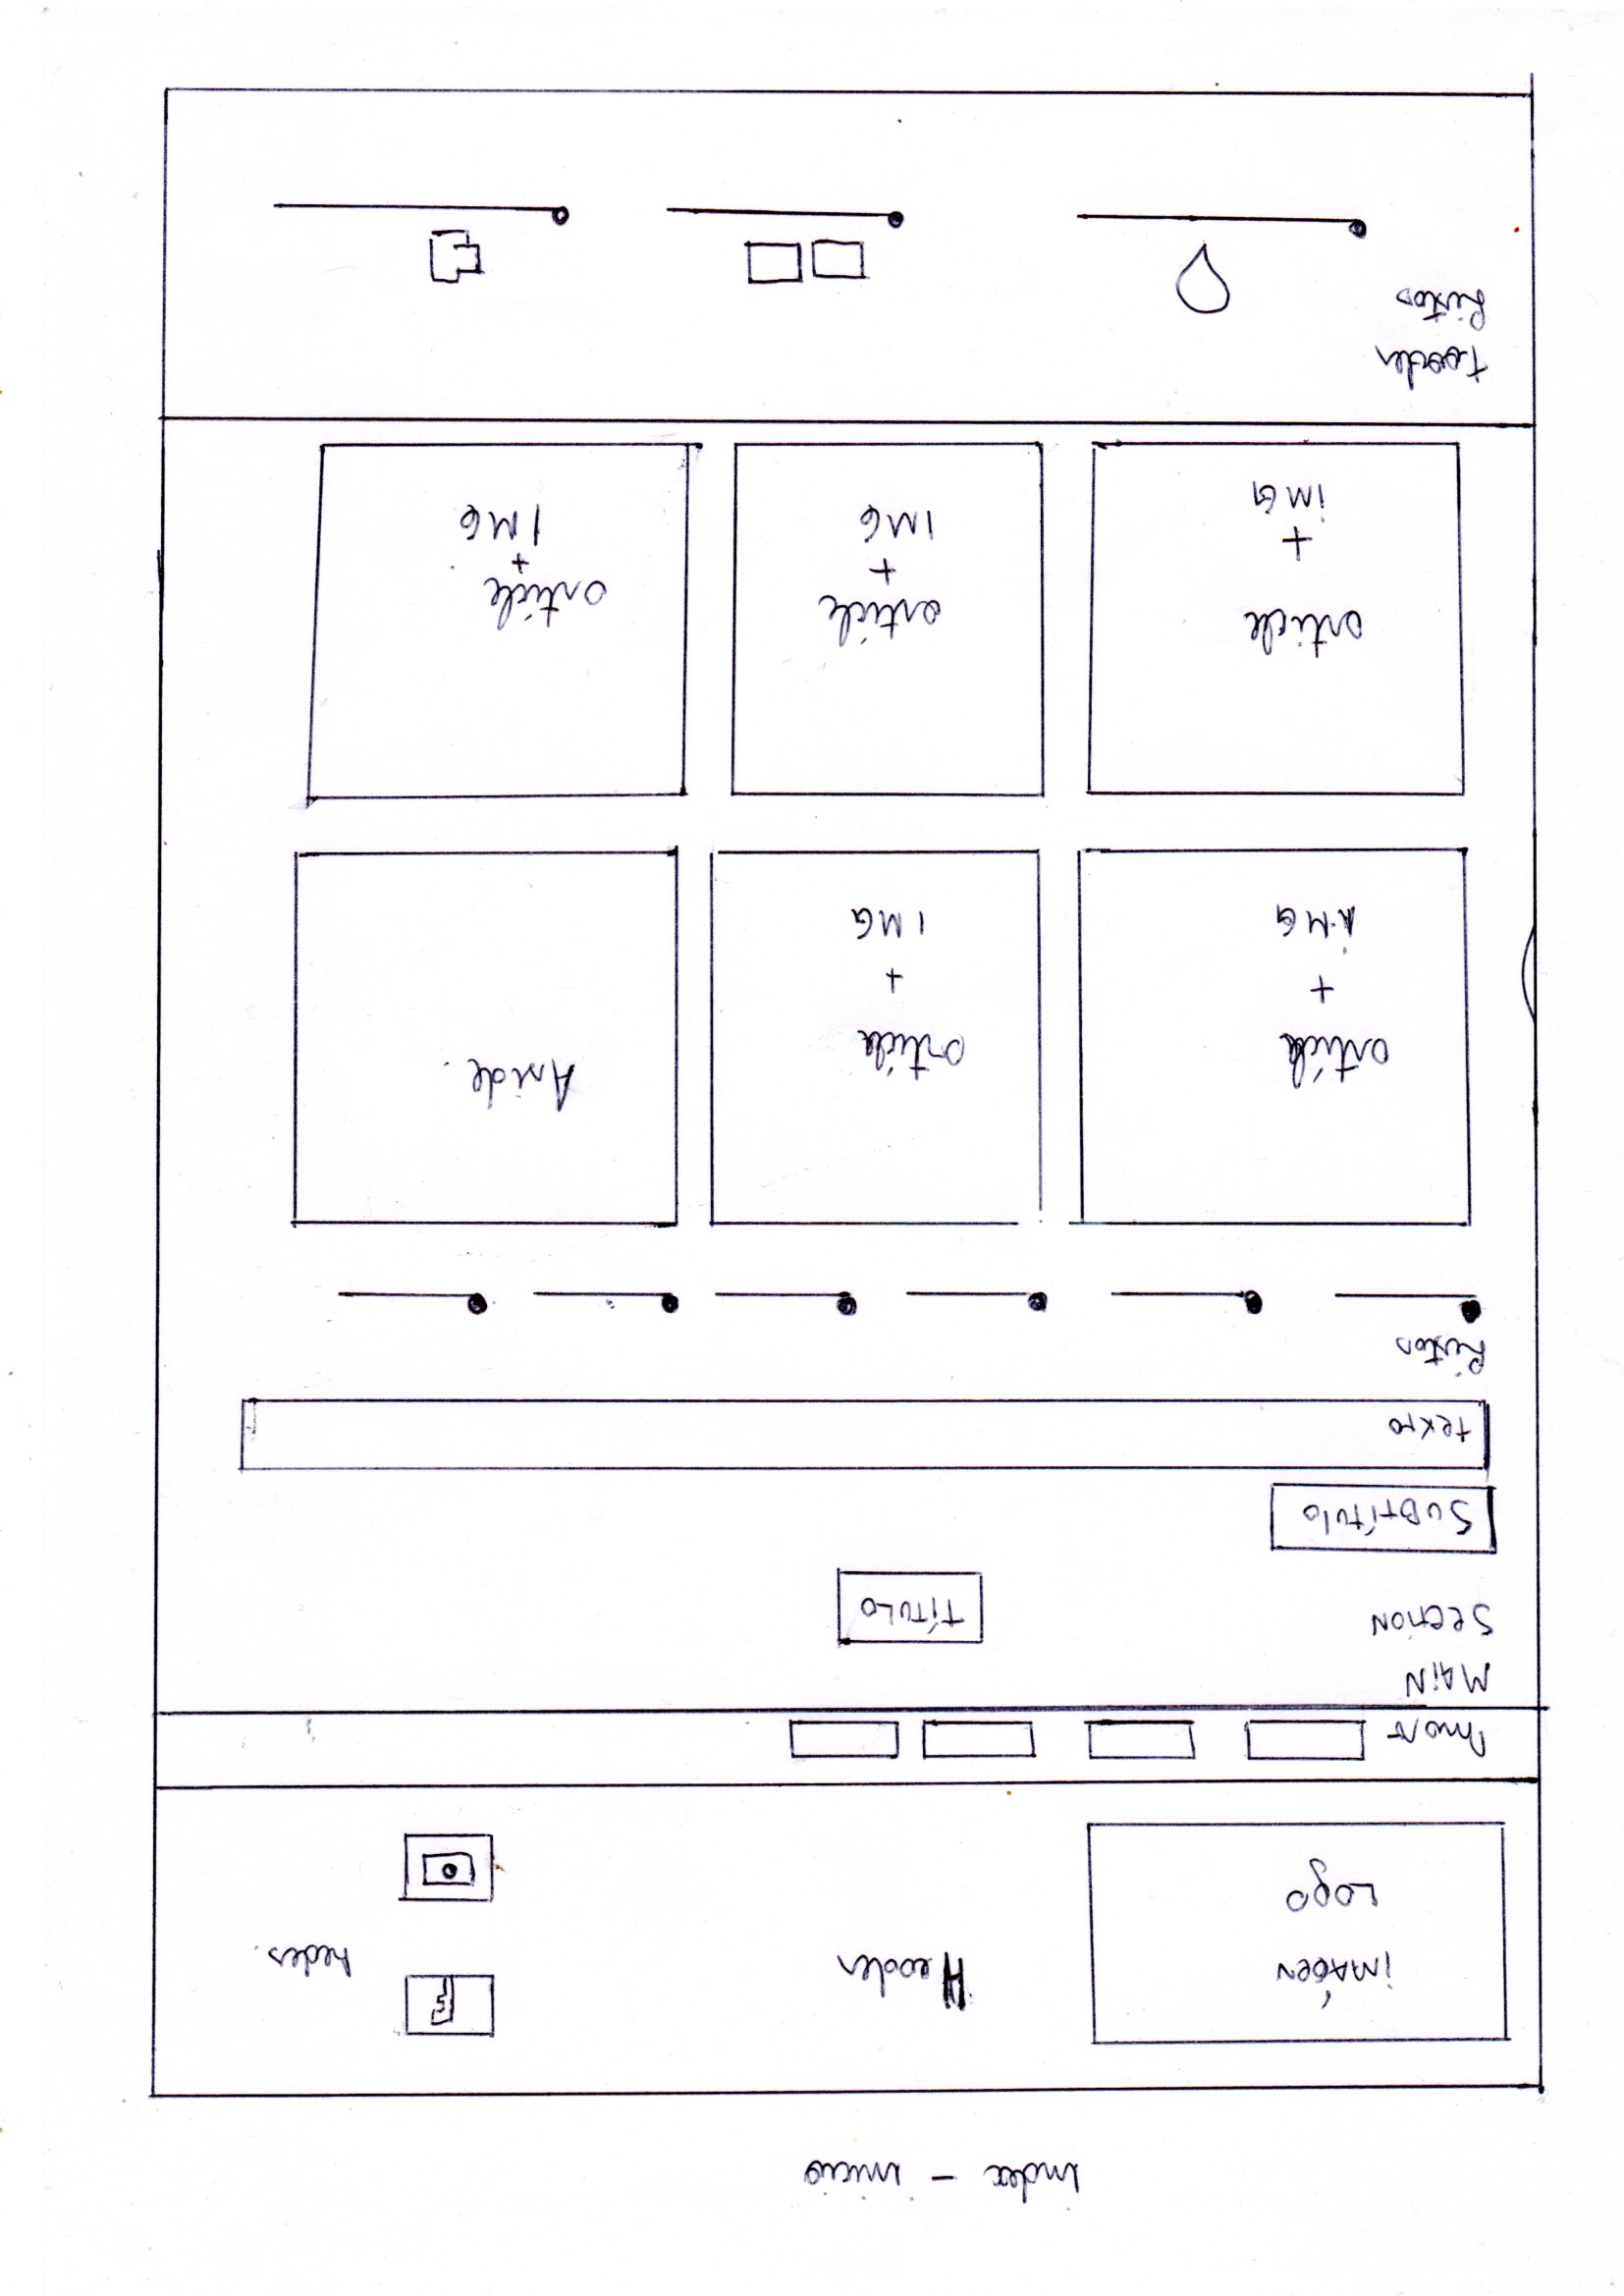 index - inicio
IMÁGEN
LOGO
Header
F
redes.
nav
MAIN
SECTION
TÍTULO
SUBTÍTULO
texto
Listas
article
+
IMG
article
+
IMG
Aside.
article
+
IMG
article
+
IMG
article
+
IMG
Footer
Listas